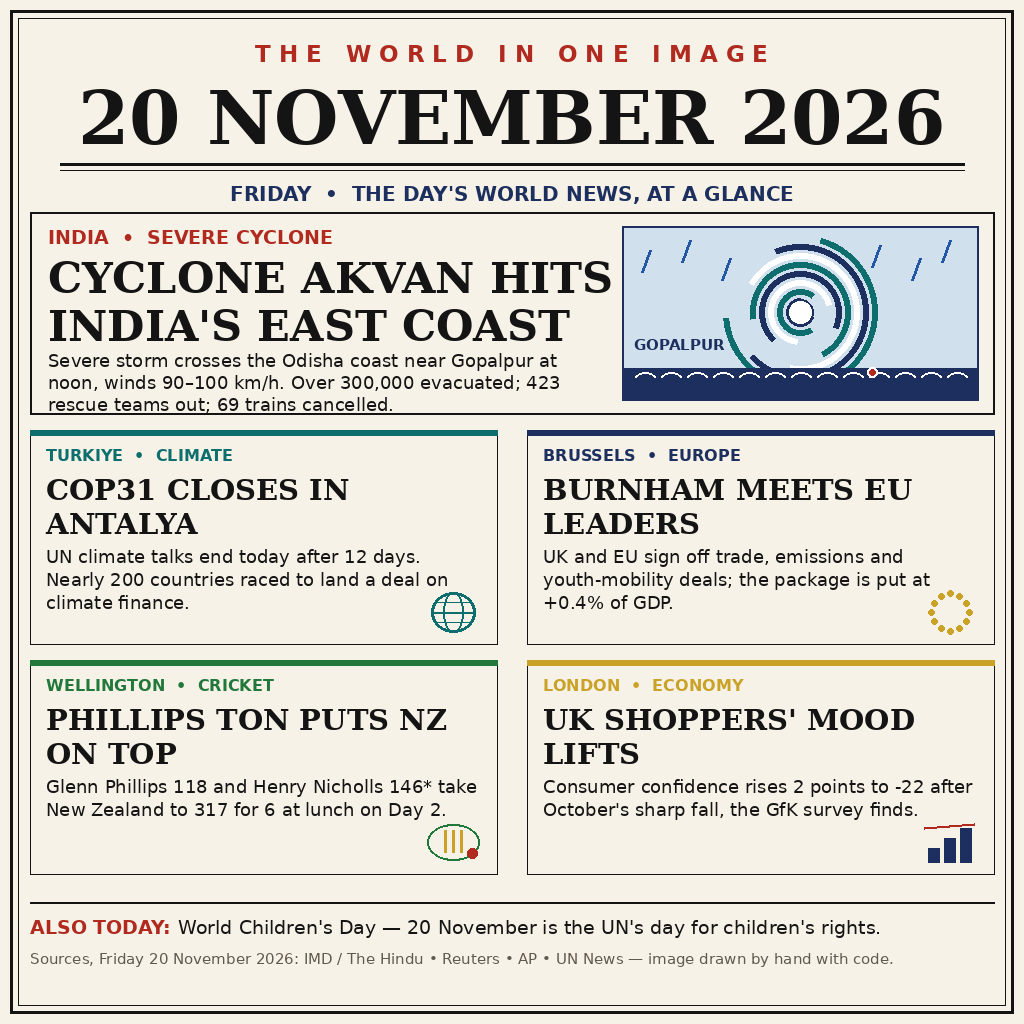 THE WORLD IN ONE IMAGE
20 NOVEMBER 2026
FRIDAY • THE DAY'S WORLD NEWS, AT A GLANCE
INDIA • SEVERE CYCLONE
CYCLONE AKVAN HITS
INDIA'S EAST COAST
Severe storm crosses the Odisha coast near Gopalpur at
noon, winds 90–100 km/h. Over 300,000 evacuated; 423
rescue teams out; 69 trains cancelled.
GOPALPUR
TURKIYE • CLIMATE
COP31 CLOSES IN
ANTALYA
UN climate talks end today after 12 days.
Nearly 200 countries raced to land a deal on
climate finance.
BRUSSELS • EUROPE
BURNHAM MEETS EU
LEADERS
UK and EU sign off trade, emissions and
youth-mobility deals; the package is put at
+0.4% of GDP.
WELLINGTON • CRICKET
PHILLIPS TON PUTS NZ
ON TOP
Glenn Phillips 118 and Henry Nicholls 146* take
New Zealand to 317 for 6 at lunch on Day 2.
LONDON • ECONOMY
UK SHOPPERS' MOOD
LIFTS
Consumer confidence rises 2 points to -22 after
October's sharp fall, the GfK survey finds.
ALSO TODAY: World Children's Day — 20 November is the UN's day for children's rights.
Sources, Friday 20 November 2026: IMD / The Hindu • Reuters • AP • UN News — image drawn by hand with code.